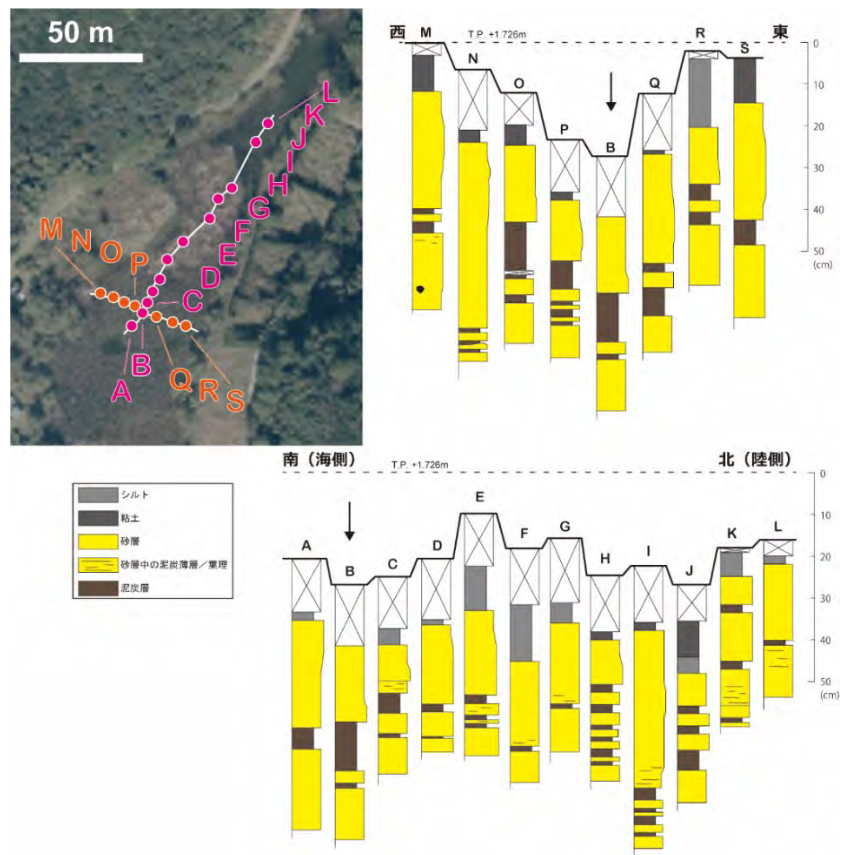 50 m
L
K
J
I
H
G
F
E
D
C
M
N
O
P
A
B
Q
R
S
西
M
T.P. +1.726m
R
東
S
0
N
O
Q
P
B
10
20
30
40
50
(cm)
南(海側)
T.P. +1.726m
北(陸側)
0
E
A
B
C
D
F
G
H
I
J
K
L
10
20
30
40
50
(cm)
シルト
粘土
砂層
砂層中の泥炭薄層/葉理
泥炭層